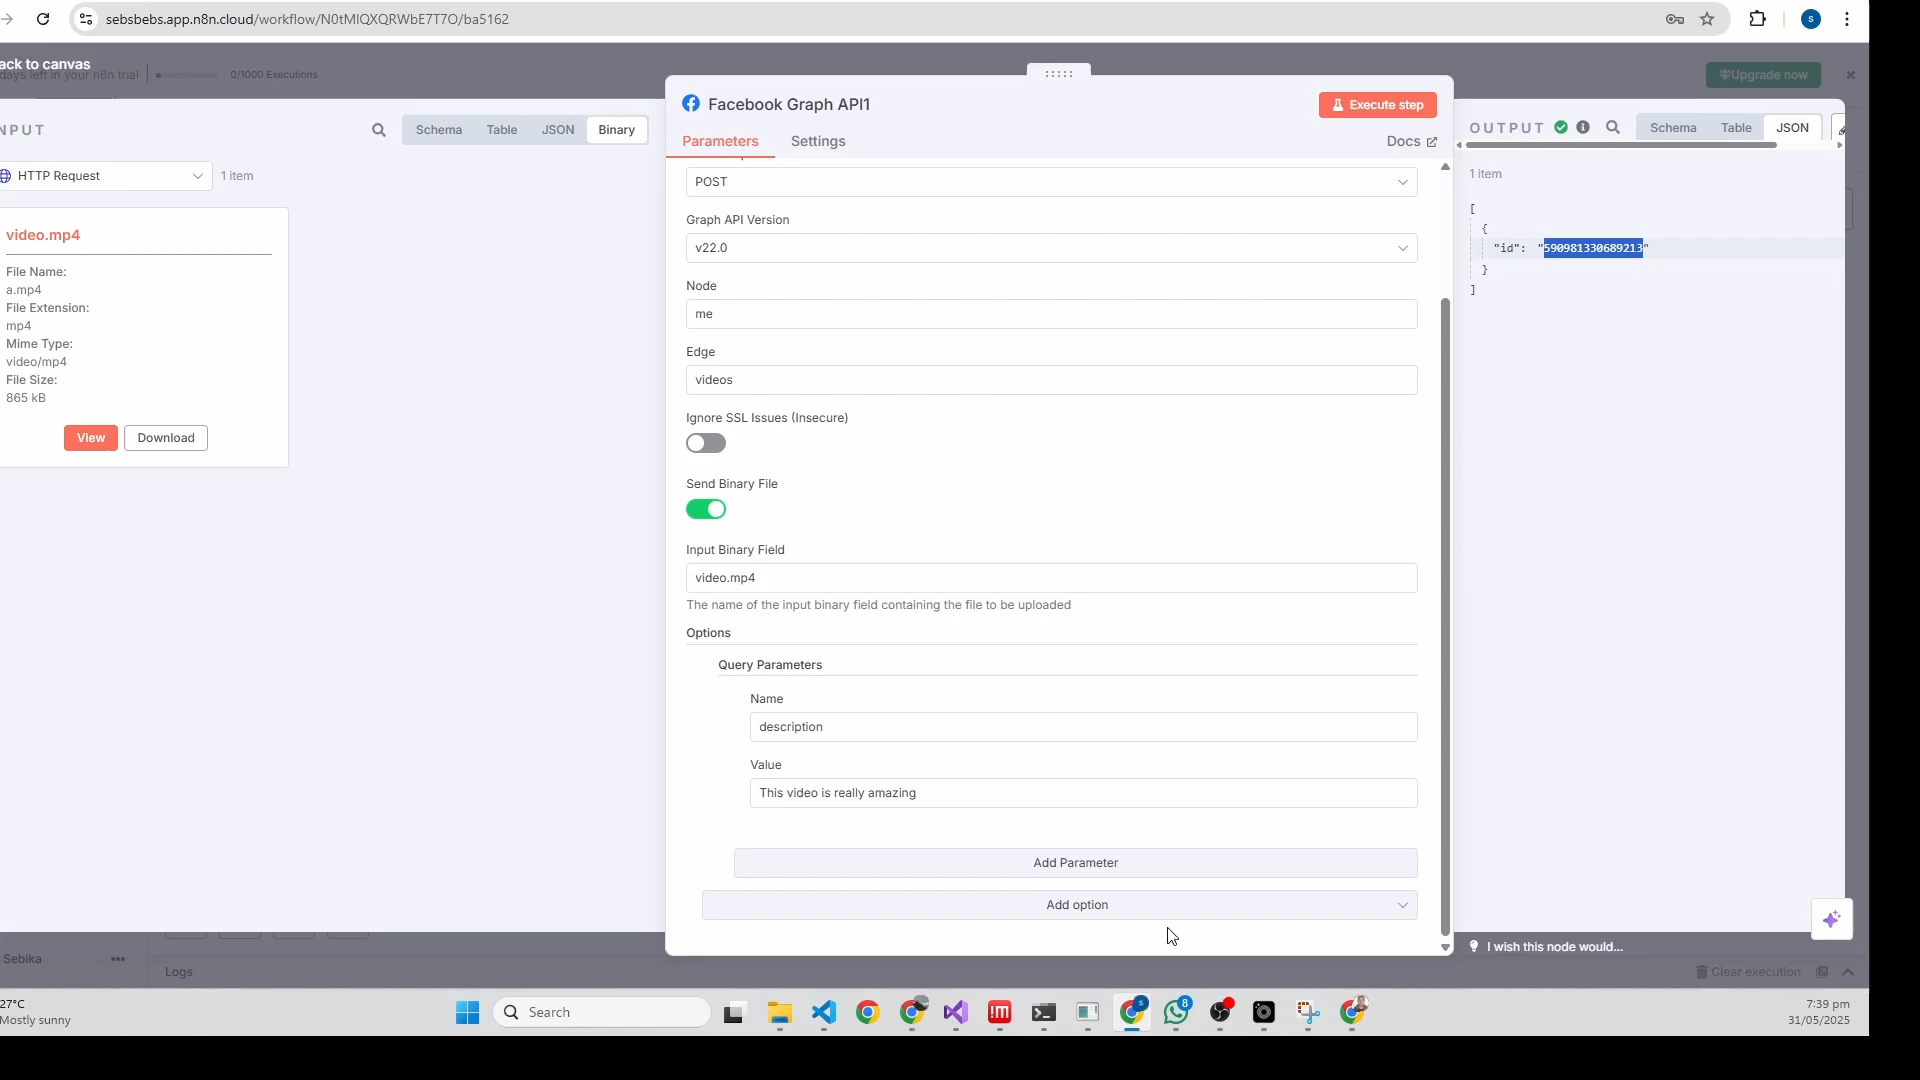 sebsbebs.app.n8n.cloud/workflow/N0tMIQXQRWbE7T7O/ba5162
S
ack to canvas
days left in your n8n trial
0/1000 Executions
Upgrade now
NPUT
Schema
Table
JSON
Binary
HTTP Request
1 item
video.mp4
File Name:
a.mp4
File Extension:
mp4
Mime Type:
video/mp4
File Size:
865 kB
View
Download
Facebook Graph API1
Execute step
Parameters
Settings
Docs
POST
Graph API Version
v22.0
Node
me
Edge
videos
Ignore SSL Issues (Insecure)
Send Binary File
Input Binary Field
video.mp4
The name of the input binary field containing the file to be uploaded
Options
Query Parameters
Name
description
Value
This video is really amazing
Add Parameter
Add option
OUTPUT
Schema
Table
JSON
1 item
[
{
"id": "590981330689213"
}
]
I wish this node would...
Sebika
Logs
Clear execution
27°C
Mostly sunny
Search
8
7:39 pm
31/05/2025